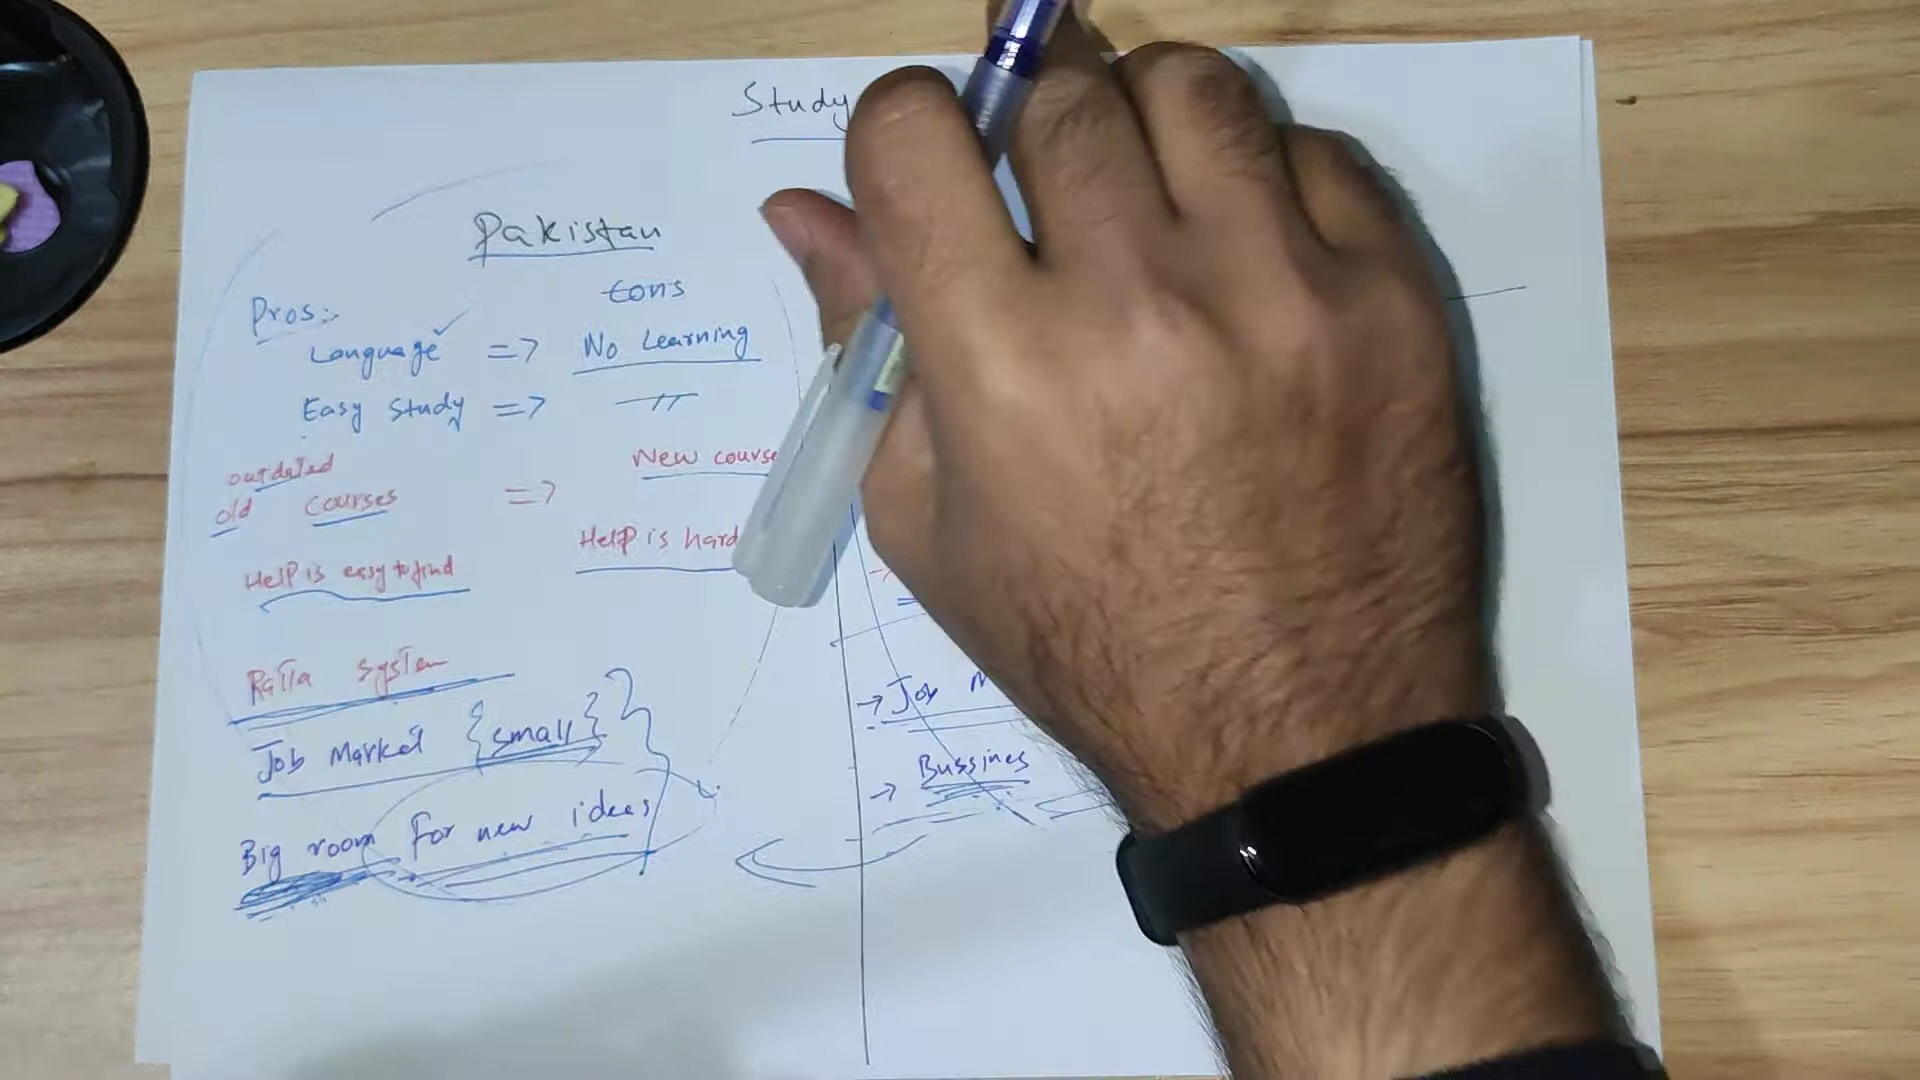 Study
Pakistan
Pros:-
Cons
Language => No Learning
Easy study =>
outdated
old courses =>
New course
Help is easy to find
Help is hard
Ratta system
Job Market {small}
Big room for new ideas
→ Job M
→ Bussines